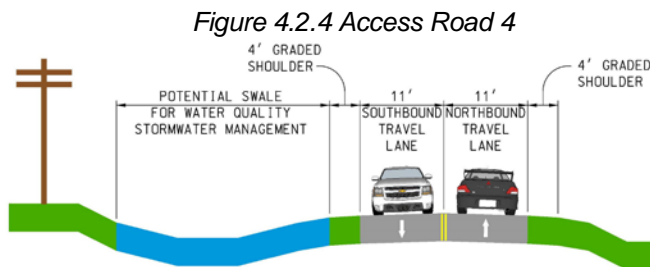 Figure 4.2.4 Access Road 4
4' GRADED
SHOULDER
4' GRADED
SHOULDER
POTENTIAL SWALE
FOR WATER QUALITY
STORMWATER MANAGEMENT
11'
SOUTHBOUND
TRAVEL
LANE
11'
NORTHBOUND
TRAVEL
LANE